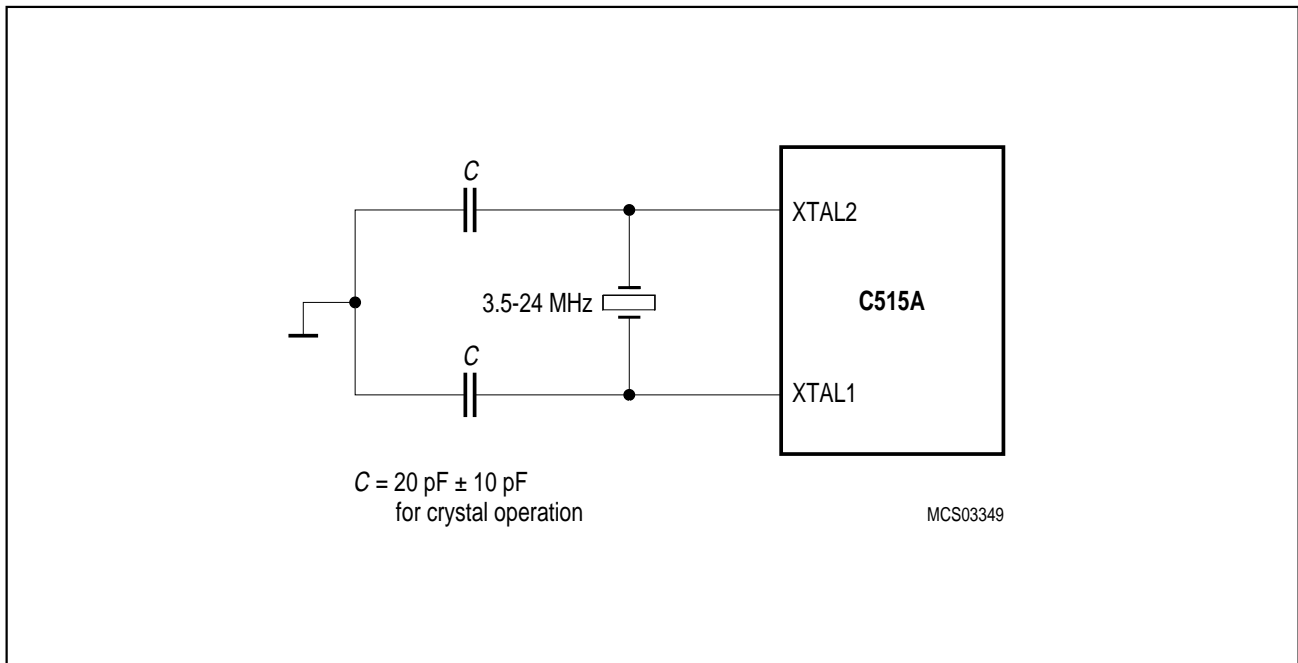 C
XTAL2
3.5-24 MHz
C515A
C
XTAL1
C = 20 pF ± 10 pF
for crystal operation
MCS03349